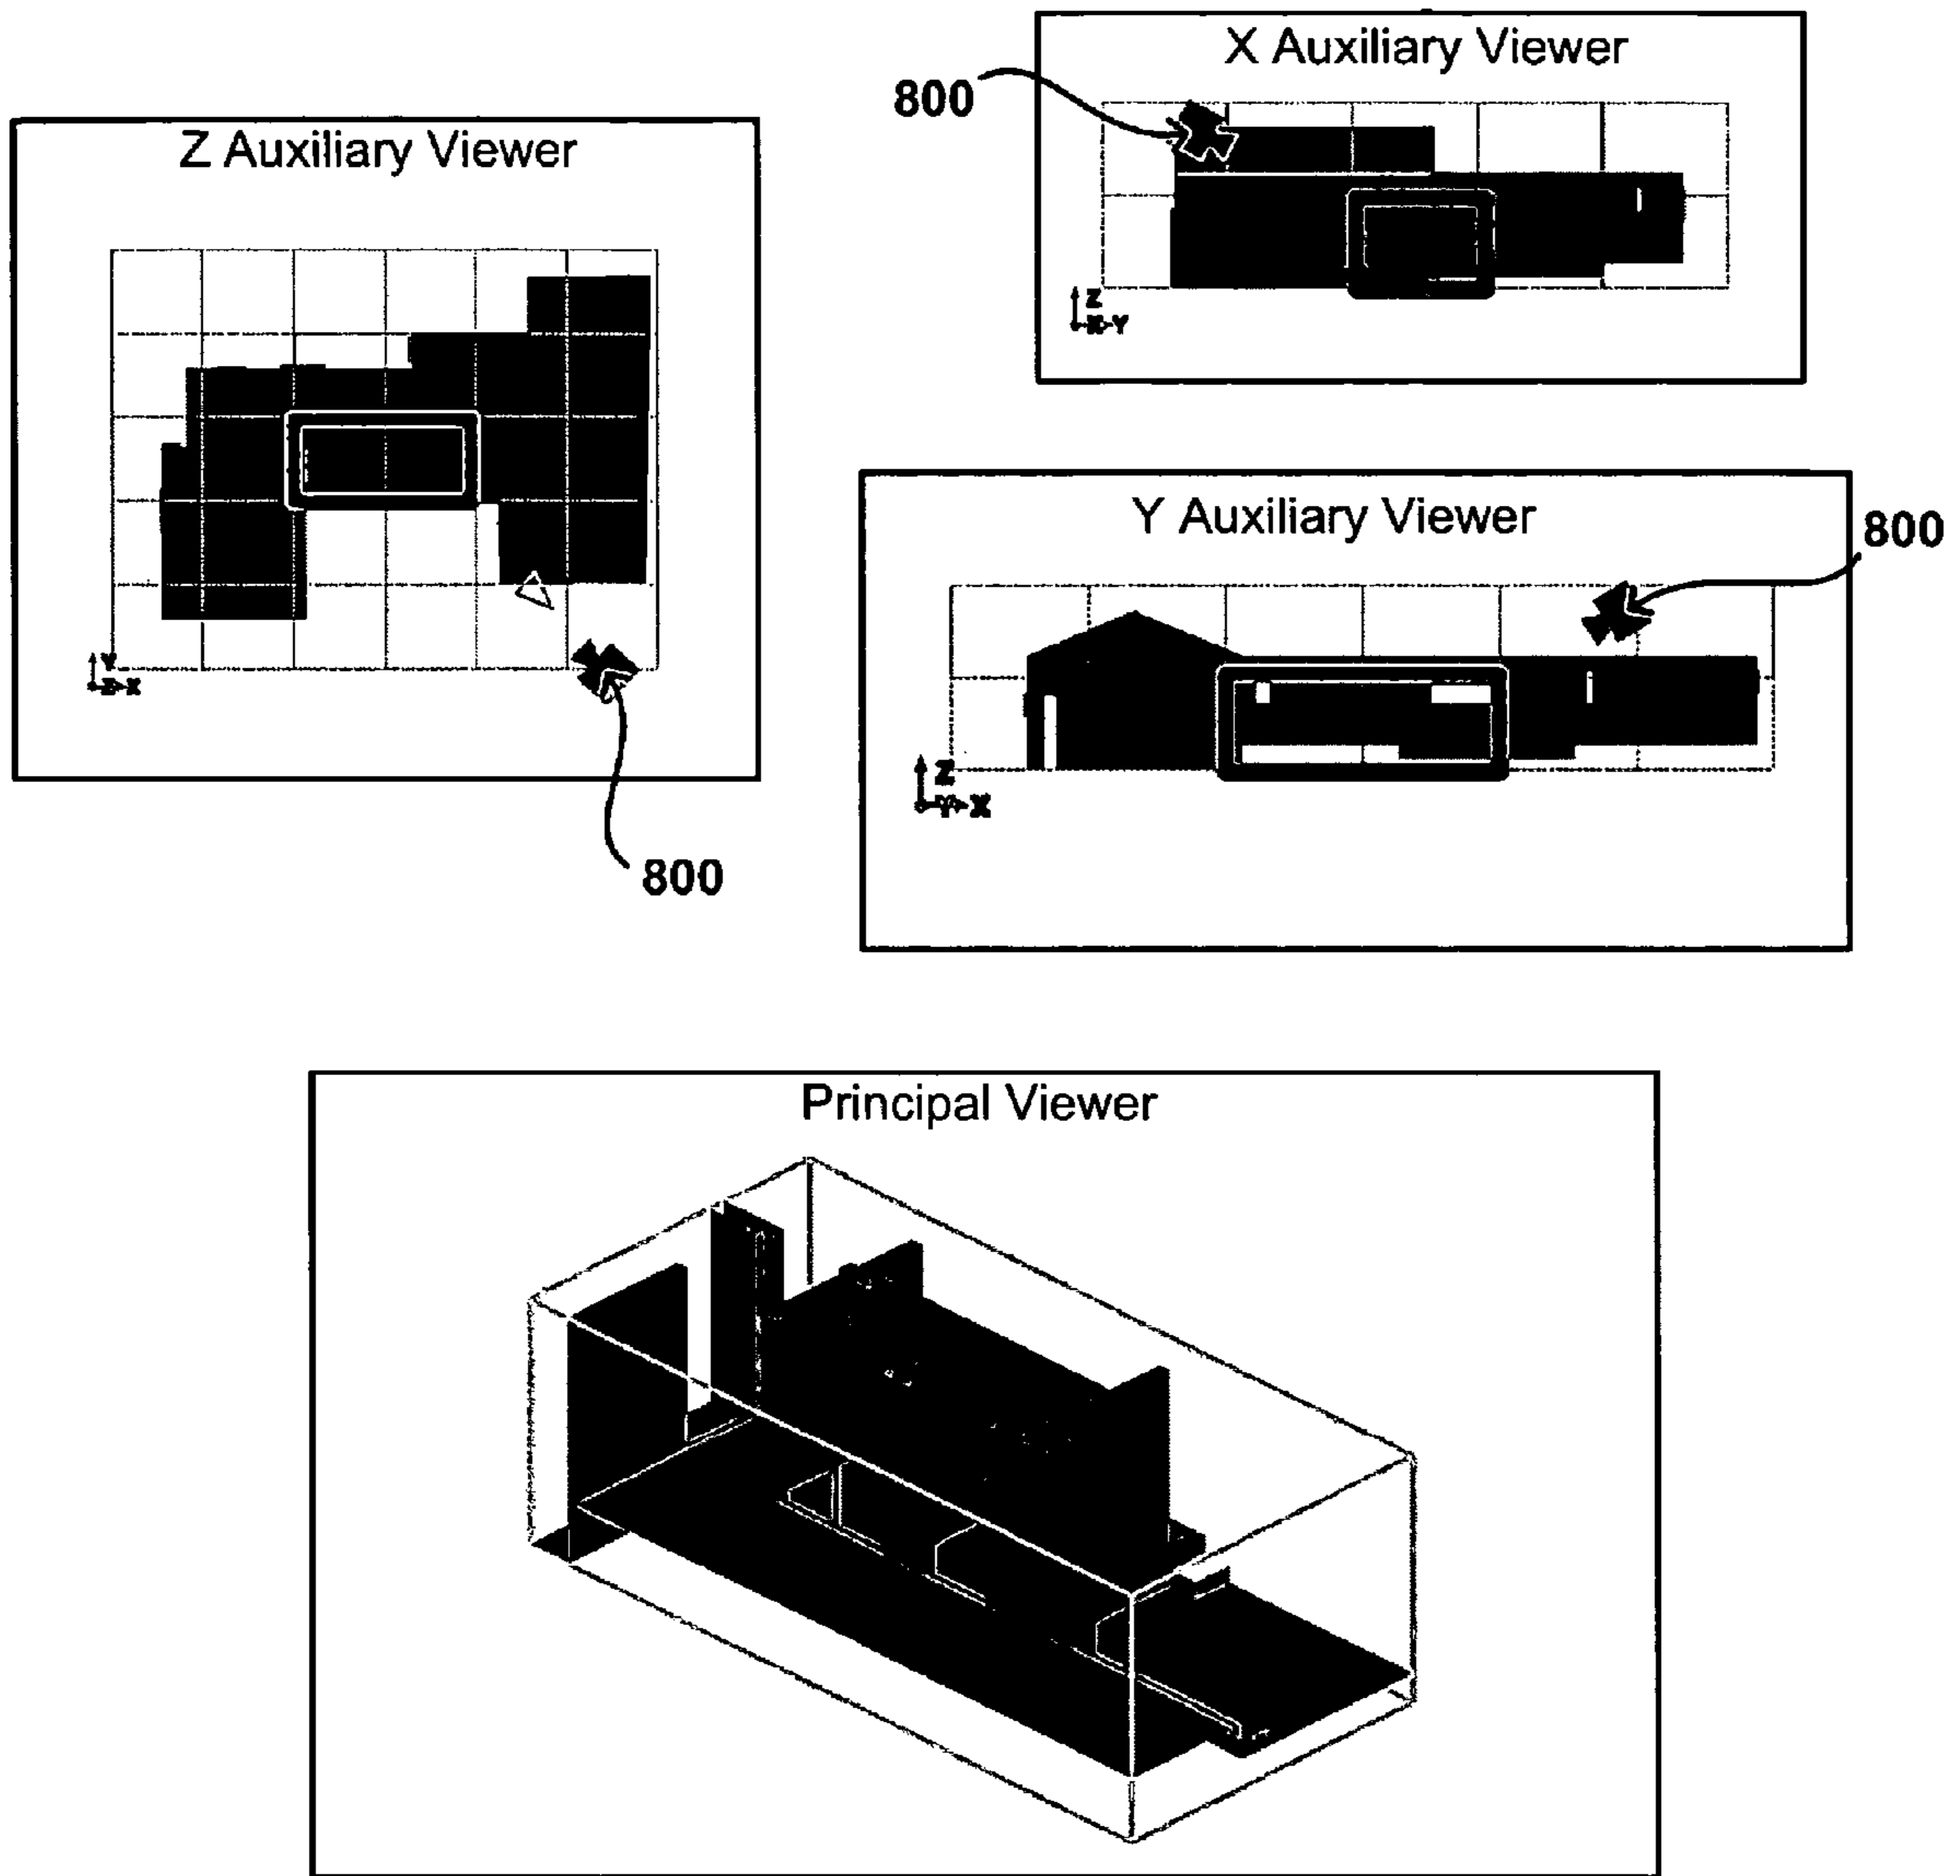 X Auxiliary Viewer
800
Z Auxiliary Viewer
Z
Y
Y Auxiliary Viewer
800
Y
X
Z
X
800
Principal Viewer